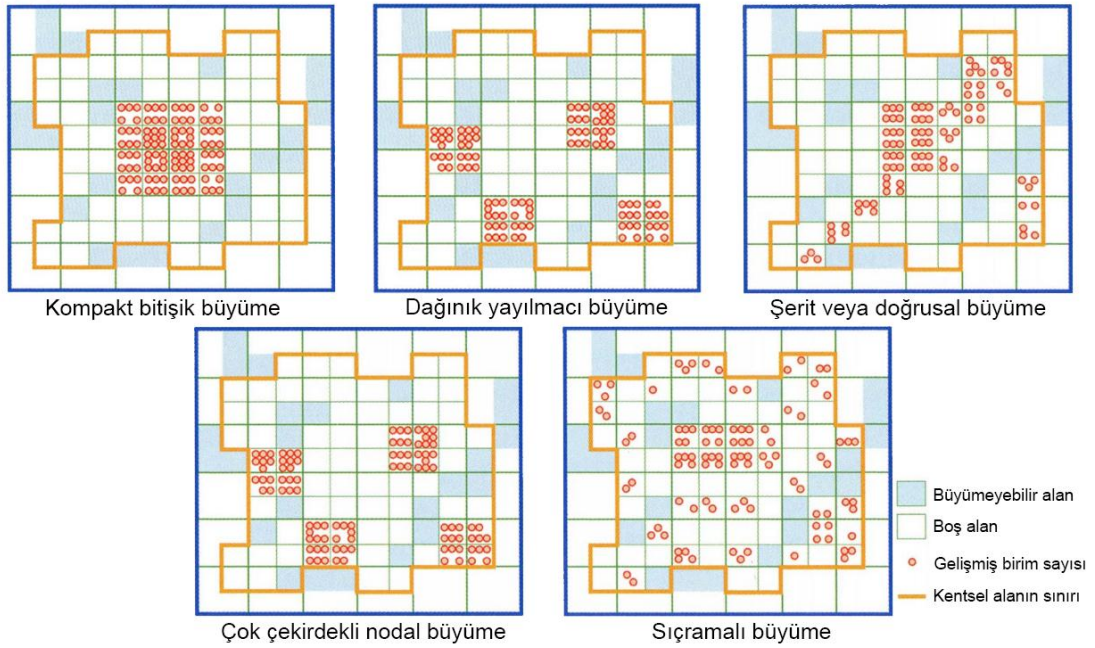 Kompakt bitişik büyüme
Dağınık yayılmacı büyüme
Şerit veya doğrusal büyüme
Çok çekirdekli nodal büyüme
Sıçramalı büyüme
Büyümeyebilir alan
Boş alan
Gelişmiş birim sayısı
Kentsel alanın sınırı